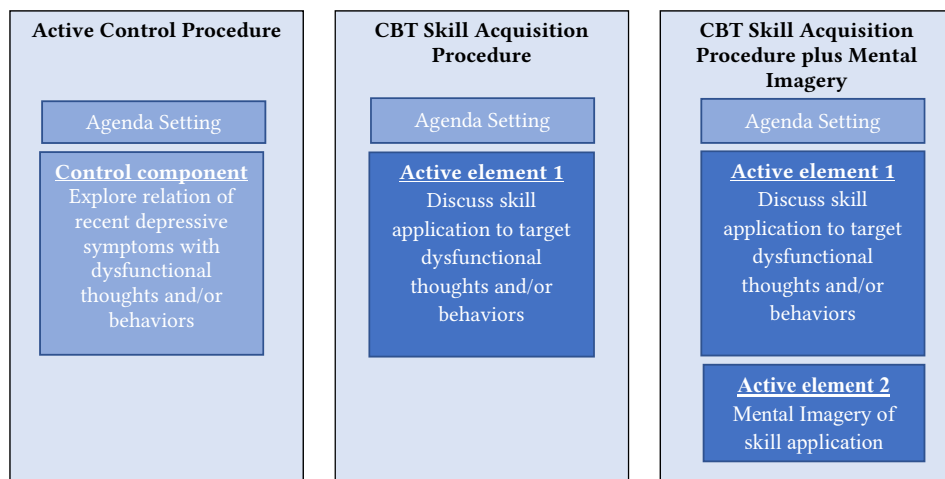 Active Control Procedure
Agenda Setting
Control component
Explore relation of
recent depressive
symptoms with
dysfunctional
thoughts and/or
behaviors
CBT Skill Acquisition
Procedure
Agenda Setting
Active element 1
Discuss skill
application to target
dysfunctional
thoughts and/or
behaviors
CBT Skill Acquisition
Procedure plus Mental
Imagery
Agenda Setting
Active element 1
Discuss skill
application to target
dysfunctional
thoughts and/or
behaviors
Active element 2
Mental Imagery of
skill application